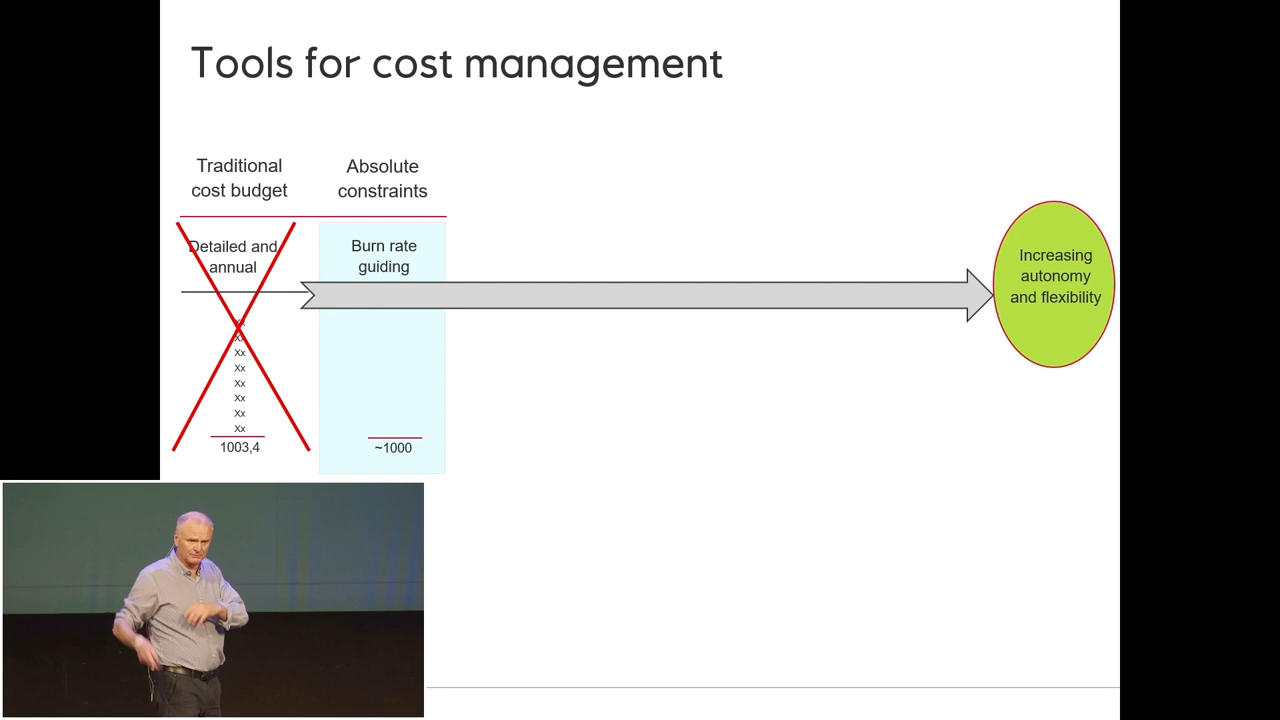 Tools for cost management
Traditional
cost budget
Absolute
constraints
Detailed and
annual
Burn rate
guiding
Increasing
autonomy
and flexibility
Xx
Xx
Xx
Xx
Xx
Xx
Xx
Xx
1003,4
~1000